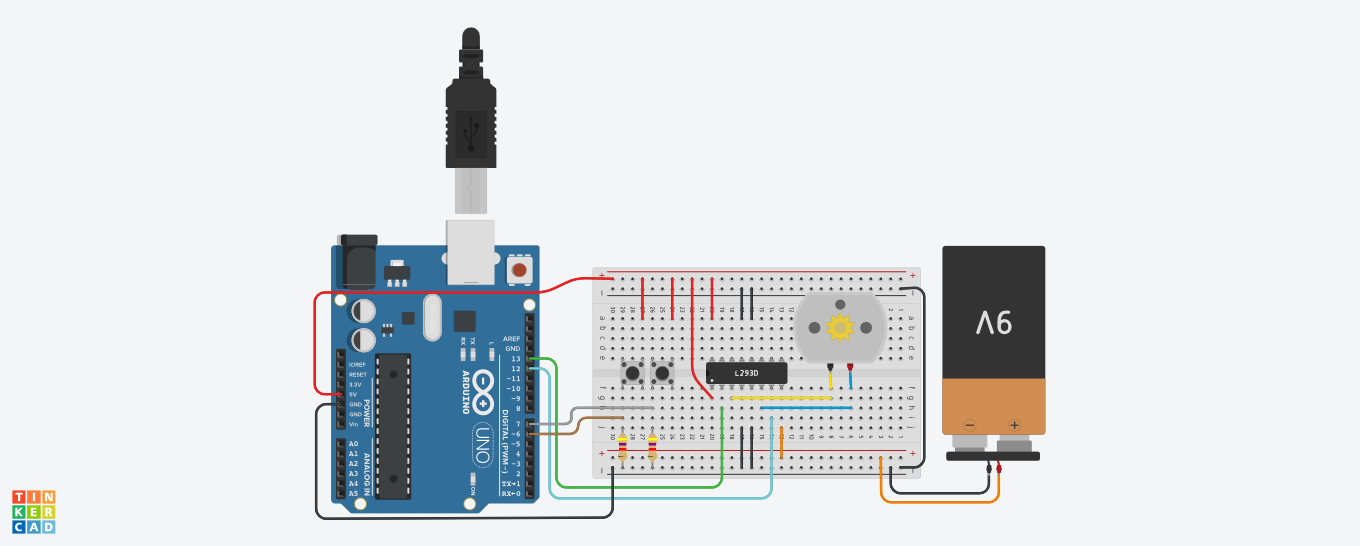 AREF
GND
13
12
~11
~10
~9
8
7
~6
~5
4
~3
2
TX→1
RX←0
DIGITAL (PWM~)
IOREF
RESET
3.3V
5V
GND
GND
Vin
POWER
A0
A1
A2
A3
A4
A5
ANALOG IN
RX
TX
L
ARDUINO
UNO
ON
L293D
a
b
c
d
e
f
g
h
i
j
9V
TIN
KER
CAD